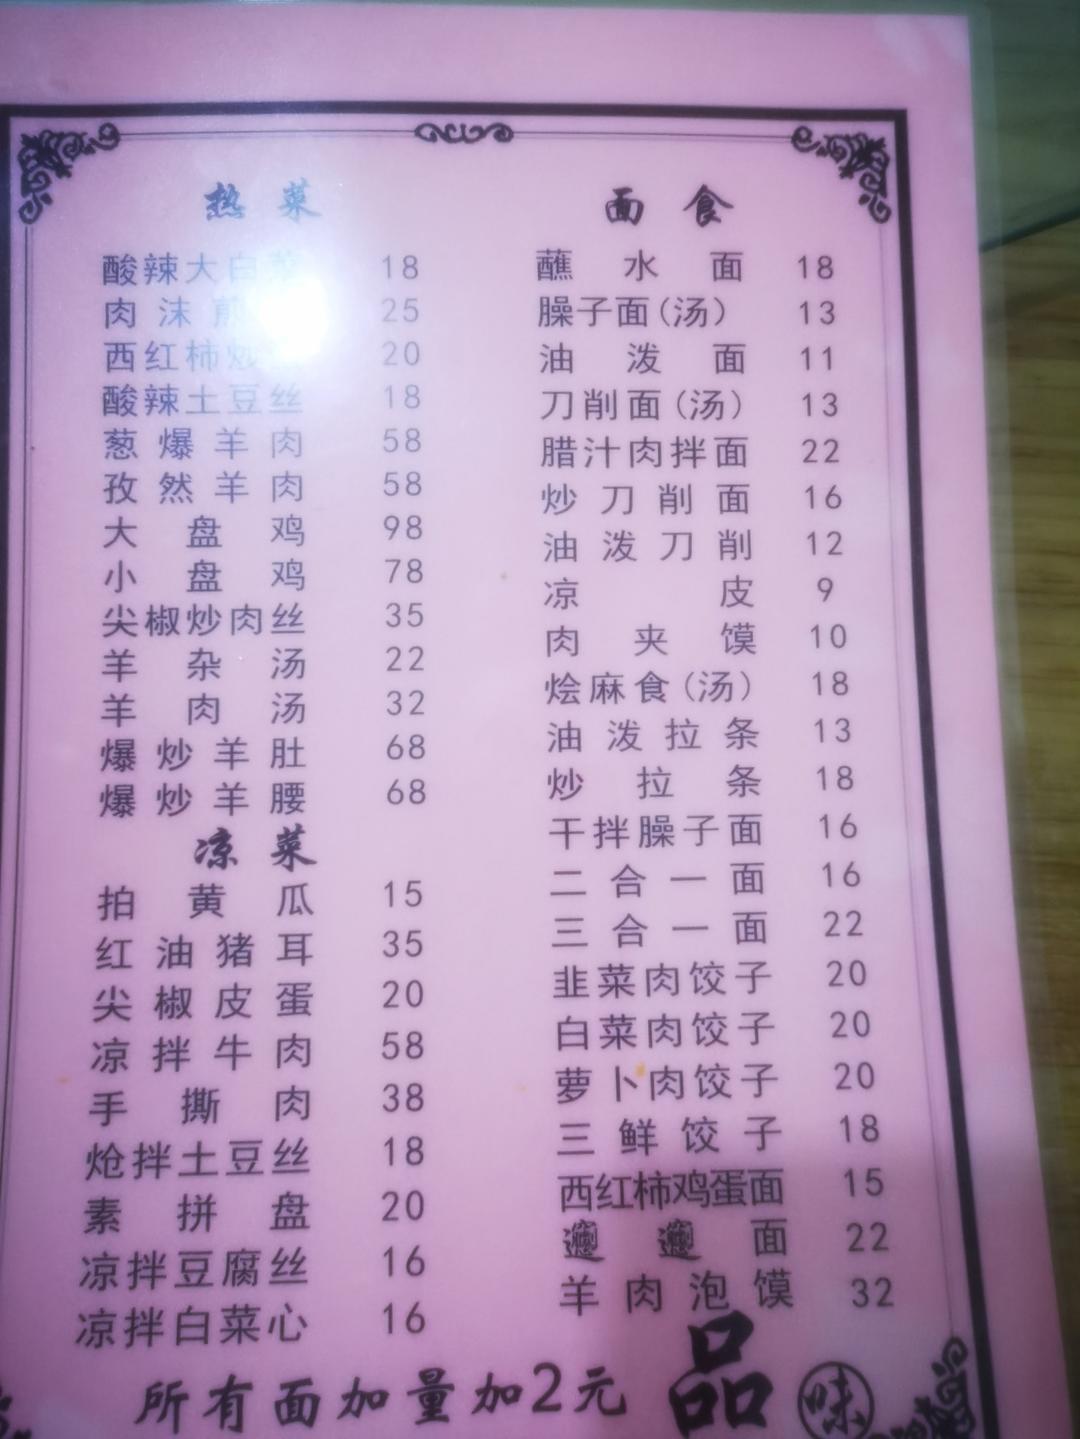 热菜
酸辣大白菜 18
肉沫煎 25
西红柿炒 20
酸辣土豆丝 18
葱爆羊肉 58
孜然羊肉 58
大盘鸡 98
小盘鸡 78
尖椒炒肉丝 35
羊杂汤 22
羊肉汤 32
爆炒羊肚 68
爆炒羊腰 68
凉菜
拍黄瓜 15
红油猪耳 35
尖椒皮蛋 20
凉拌牛肉 58
手撕肉 38
炝拌土豆丝 18
素拼盘 20
凉拌豆腐丝 16
凉拌白菜心 16
面食
蘸水面 18
臊子面(汤) 13
油泼面 11
刀削面(汤) 13
腊汁肉拌面 22
炒刀削面 16
油泼刀削 12
凉皮 9
肉夹馍 10
烩麻食(汤) 18
油泼拉条 13
炒拉条 18
干拌臊子面 16
二合一面 16
三合一面 22
韭菜肉饺子 20
白菜肉饺子 20
萝卜肉饺子 20
三鲜饺子 18
西红柿鸡蛋面 15
𰻞𰻞面 22
羊肉泡馍 32
所有面加量加2元
品味